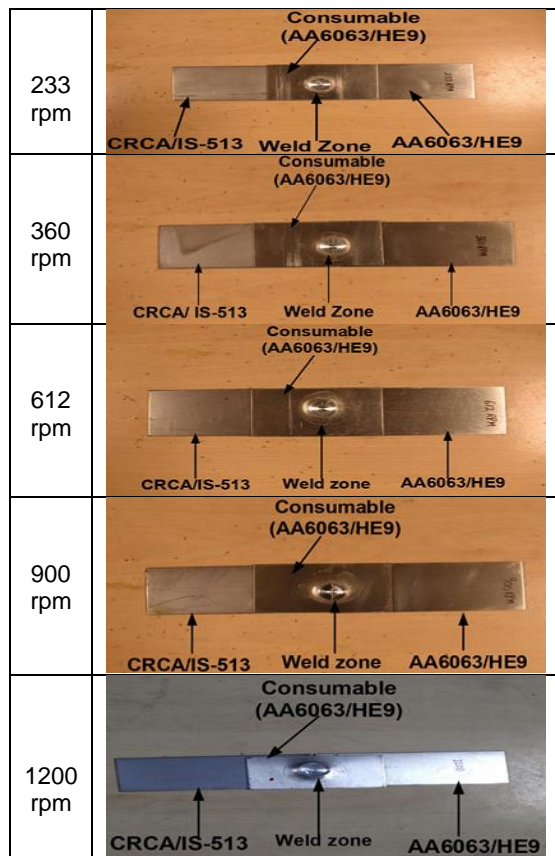 233
rpm
Consumable
(AA6063/HE9)
CRCA/IS-513
Weld Zone
AA6063/HE9
360
rpm
Consumable
(AA6063/HE9)
CRCA/ IS-513
Weld Zone
AA6063/HE9
612
rpm
Consumable
(AA6063/HE9)
CRCA/IS-513
Weld zone
AA6063/HE9
612 RPM
900
rpm
Consumable
(AA6063/HE9)
CRCA/IS-513
Weld zone
AA6063/HE9
1200
rpm
Consumable
(AA6063/HE9)
CRCA/IS-513
Weld zone
AA6063/HE9